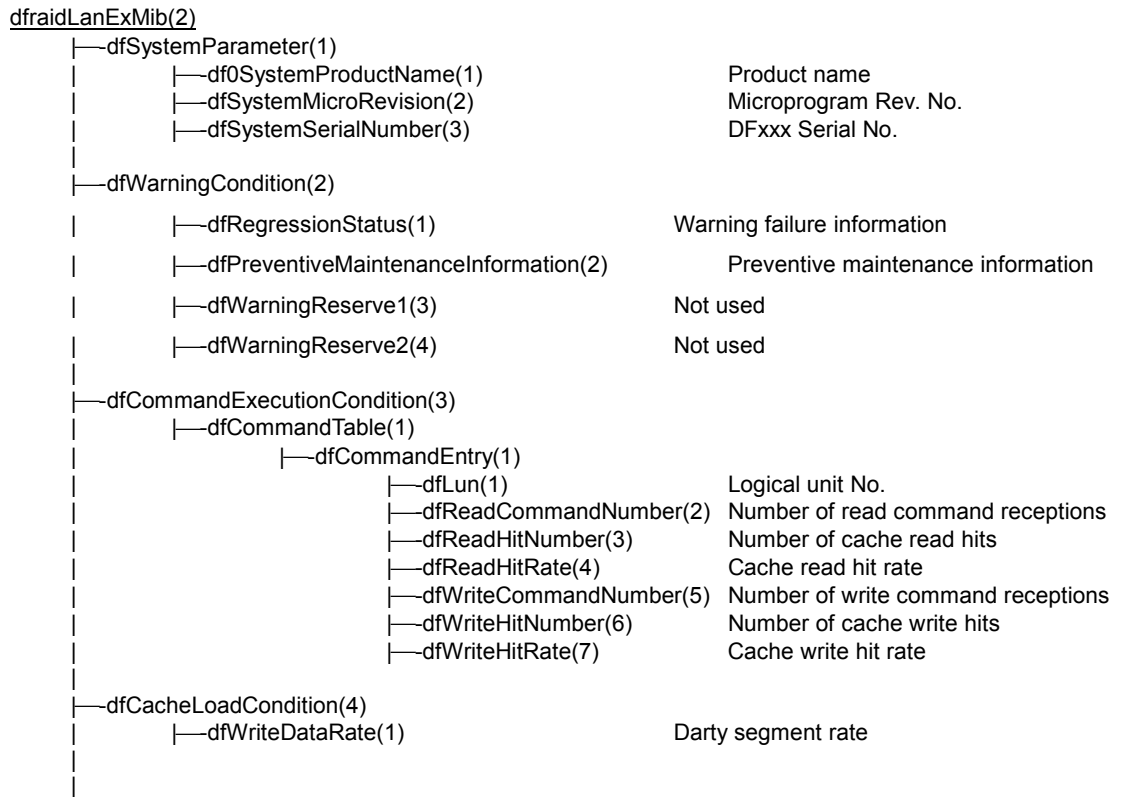 dfraidLanExMib(2)
dfSystemParameter(1)
df0SystemProductName(1) Product name
dfSystemMicroRevision(2) Microprogram Rev. No.
dfSystemSerialNumber(3) DFxxx Serial No.
dfWarningCondition(2)
dfRegressionStatus(1) Warning failure information
dfPreventiveMaintenanceInformation(2) Preventive maintenance information
dfWarningReserve1(3) Not used
dfWarningReserve2(4) Not used
dfCommandExecutionCondition(3)
dfCommandTable(1)
dfCommandEntry(1)
dfLun(1) Logical unit No.
dfReadCommandNumber(2) Number of read command receptions
dfReadHitNumber(3) Number of cache read hits
dfReadHitRate(4) Cache read hit rate
dfWriteCommandNumber(5) Number of write command receptions
dfWriteHitNumber(6) Number of cache write hits
dfWriteHitRate(7) Cache write hit rate
dfCacheLoadCondition(4)
dfWriteDataRate(1) Darty segment rate